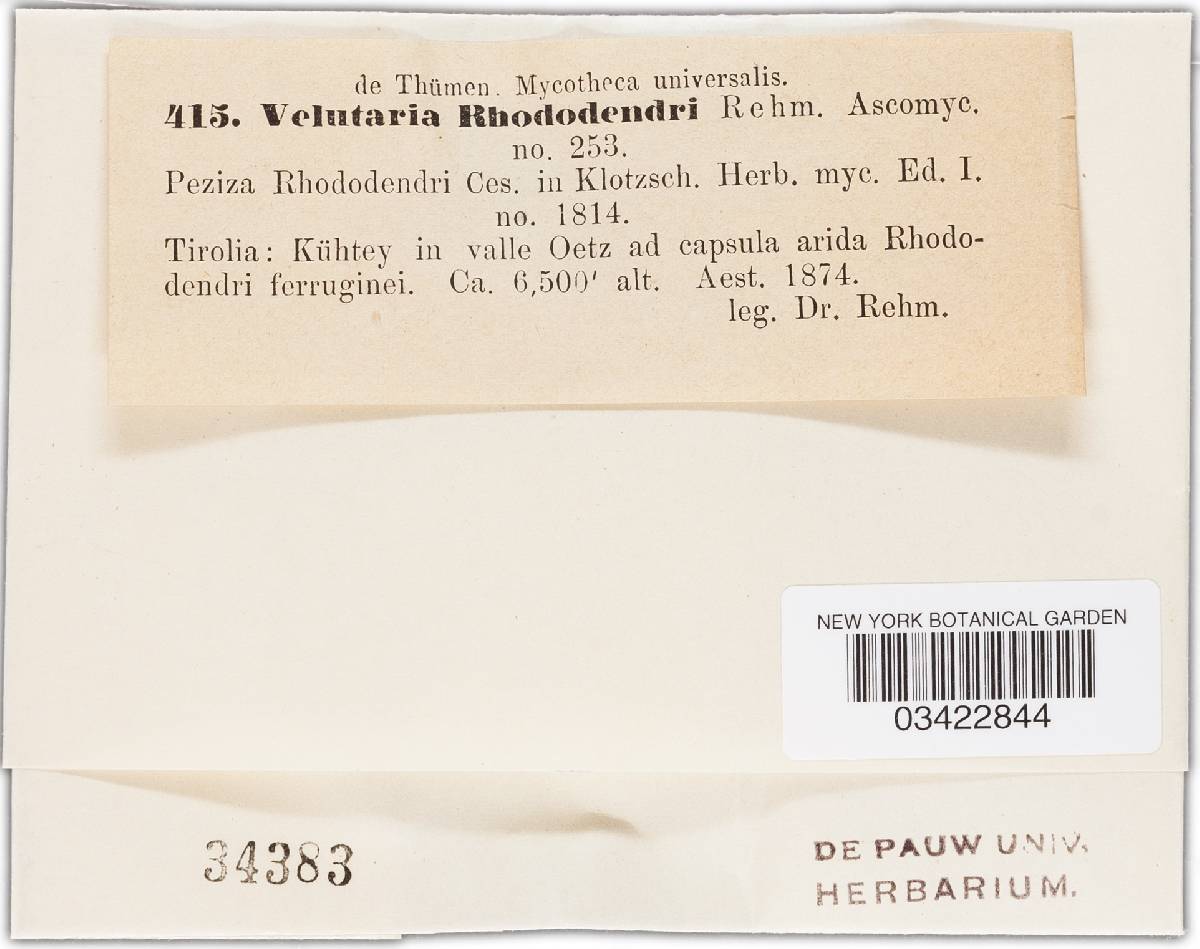 de Thümen. Mycotheca universalis.
415. Velutaria Rhododendri Rehm. Ascomyc.
no. 253.
Peziza Rhododendri Ces. in Klotzsch. Herb. myc. Ed. I.
no. 1814.
Tirolia: Kühtey in valle Oetz ad capsula arida Rhodo-
dendri ferruginei. Ca. 6,500' alt. Aest. 1874.
leg. Dr. Rehm.
NEW YORK BOTANICAL GARDEN
03422844
34383
DE PAUW UNIV.
HERBARIUM.